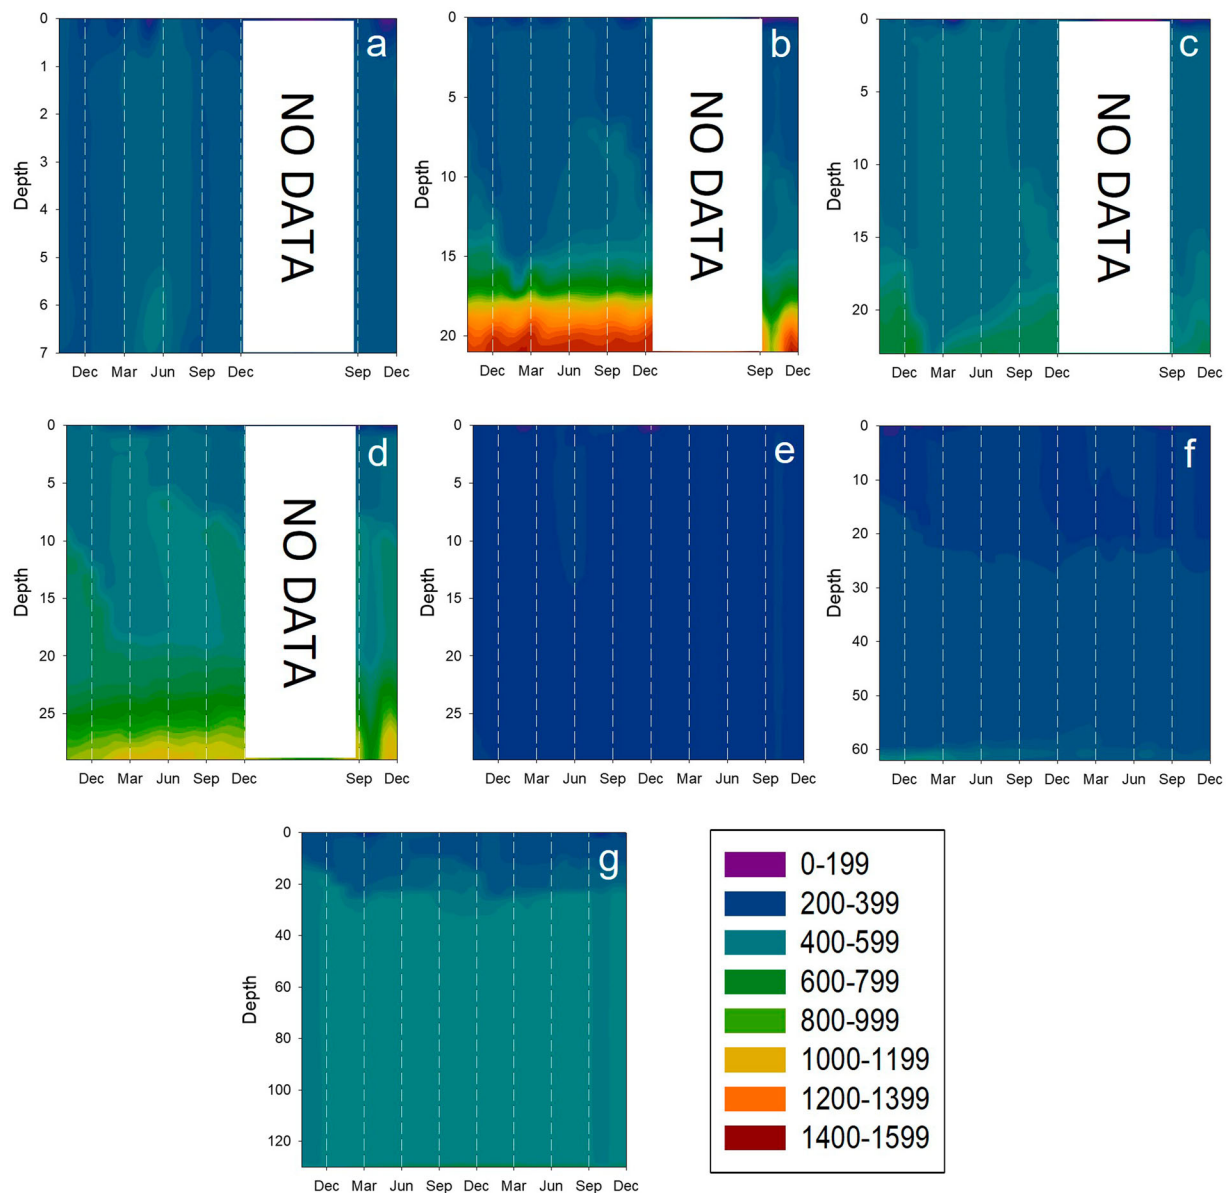 a
0
1
2
3
4
5
6
7
Depth
Dec Mar Jun Sep Dec Sep Dec
NO DATA
b
0
5
10
15
20
Depth
Dec Mar Jun Sep Dec Sep Dec
NO DATA
c
0
5
10
15
20
Depth
Dec Mar Jun Sep Dec Sep Dec
NO DATA
d
0
5
10
15
20
25
Depth
Dec Mar Jun Sep Dec Sep Dec
NO DATA
e
0
5
10
15
20
25
Depth
Dec Mar Jun Sep Dec Mar Jun Sep Dec
f
0
10
20
30
40
50
60
Depth
Dec Mar Jun Sep Dec Mar Jun Sep Dec
g
0
20
40
60
80
100
120
Depth
Dec Mar Jun Sep Dec Mar Jun Sep Dec
0-199
200-399
400-599
600-799
800-999
1000-1199
1200-1399
1400-1599